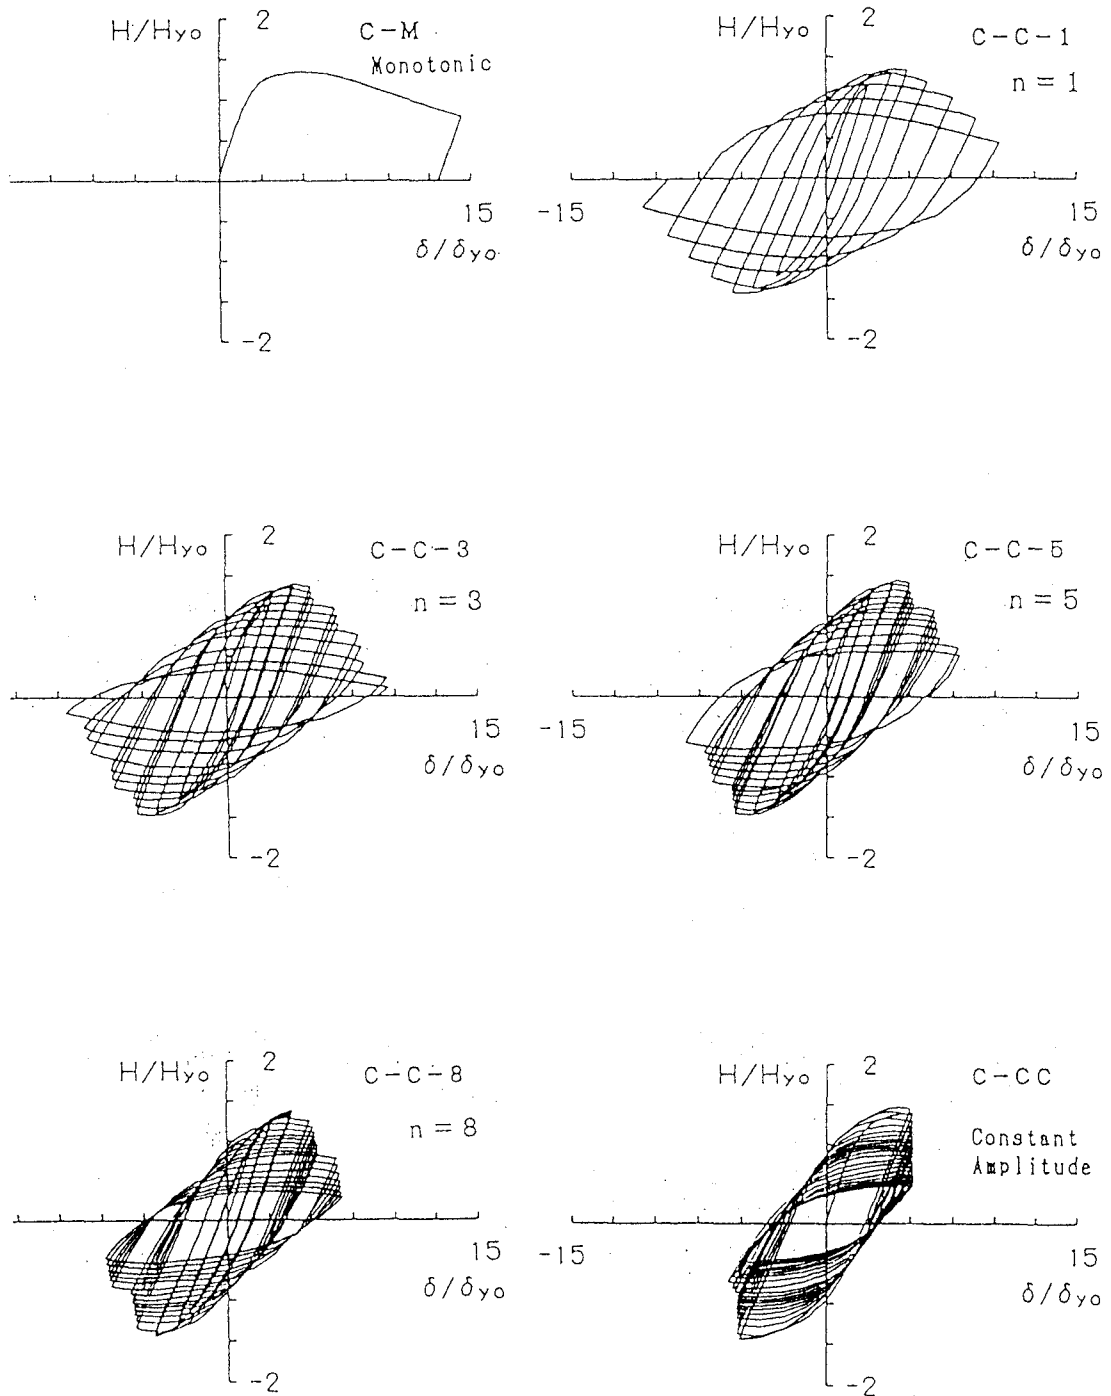 H/Hyo 2 C-M
Monotonic
15
δ/δyo
-2
H/Hyo 2 C-C-1
n = 1
-15 15
δ/δyo
-2
H/Hyo 2 C-C-3
n = 3
15
δ/δyo
-2
H/Hyo 2 C-C-5
n = 5
-15 15
δ/δyo
-2
H/Hyo 2 C-C-8
n = 8
15
δ/δyo
-2
H/Hyo 2 C-CC
Constant
Amplitude
-15 15
δ/δyo
-2